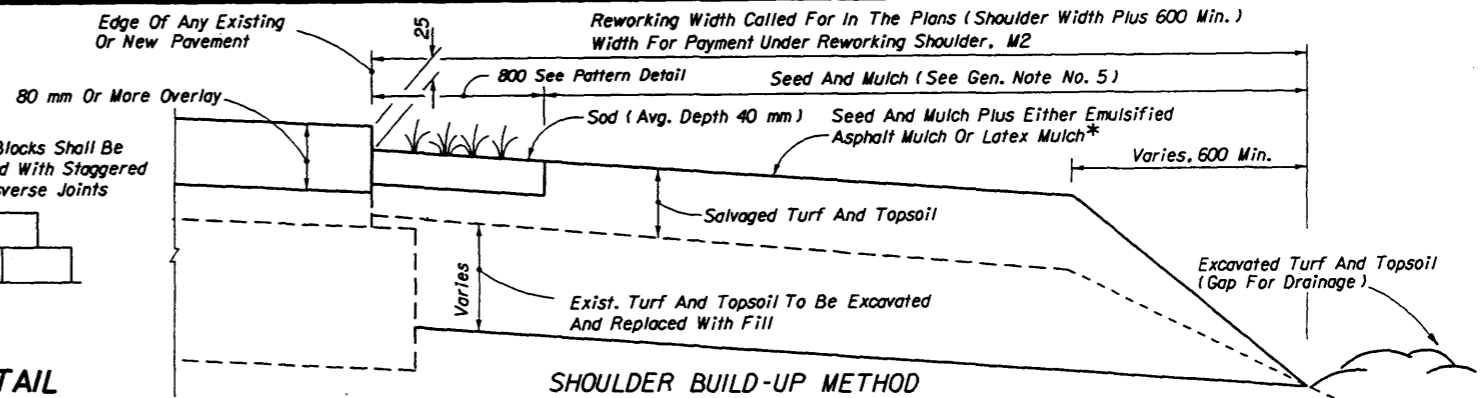 Edge Of Any Existing
Or New Pavement
25
Reworking Width Called For In The Plans (Shoulder Width Plus 600 Min.)
Width For Payment Under Reworking Shoulder, M2
800 See Pattern Detail
Seed And Mulch (See Gen. Note No. 5)
80 mm Or More Overlay
Sod (Avg. Depth 40 mm)
Seed And Mulch Plus Either Emulsified
Asphalt Mulch Or Latex Mulch*
Blocks Shall Be
With Staggered
Joints
Varies, 600 Min.
Salvaged Turf And Topsoil
Varies
Exist. Turf And Topsoil To Be Excavated
And Replaced With Fill
Excavated Turf And Topsoil
(Gap For Drainage)
SHOULDER BUILD-UP METHOD